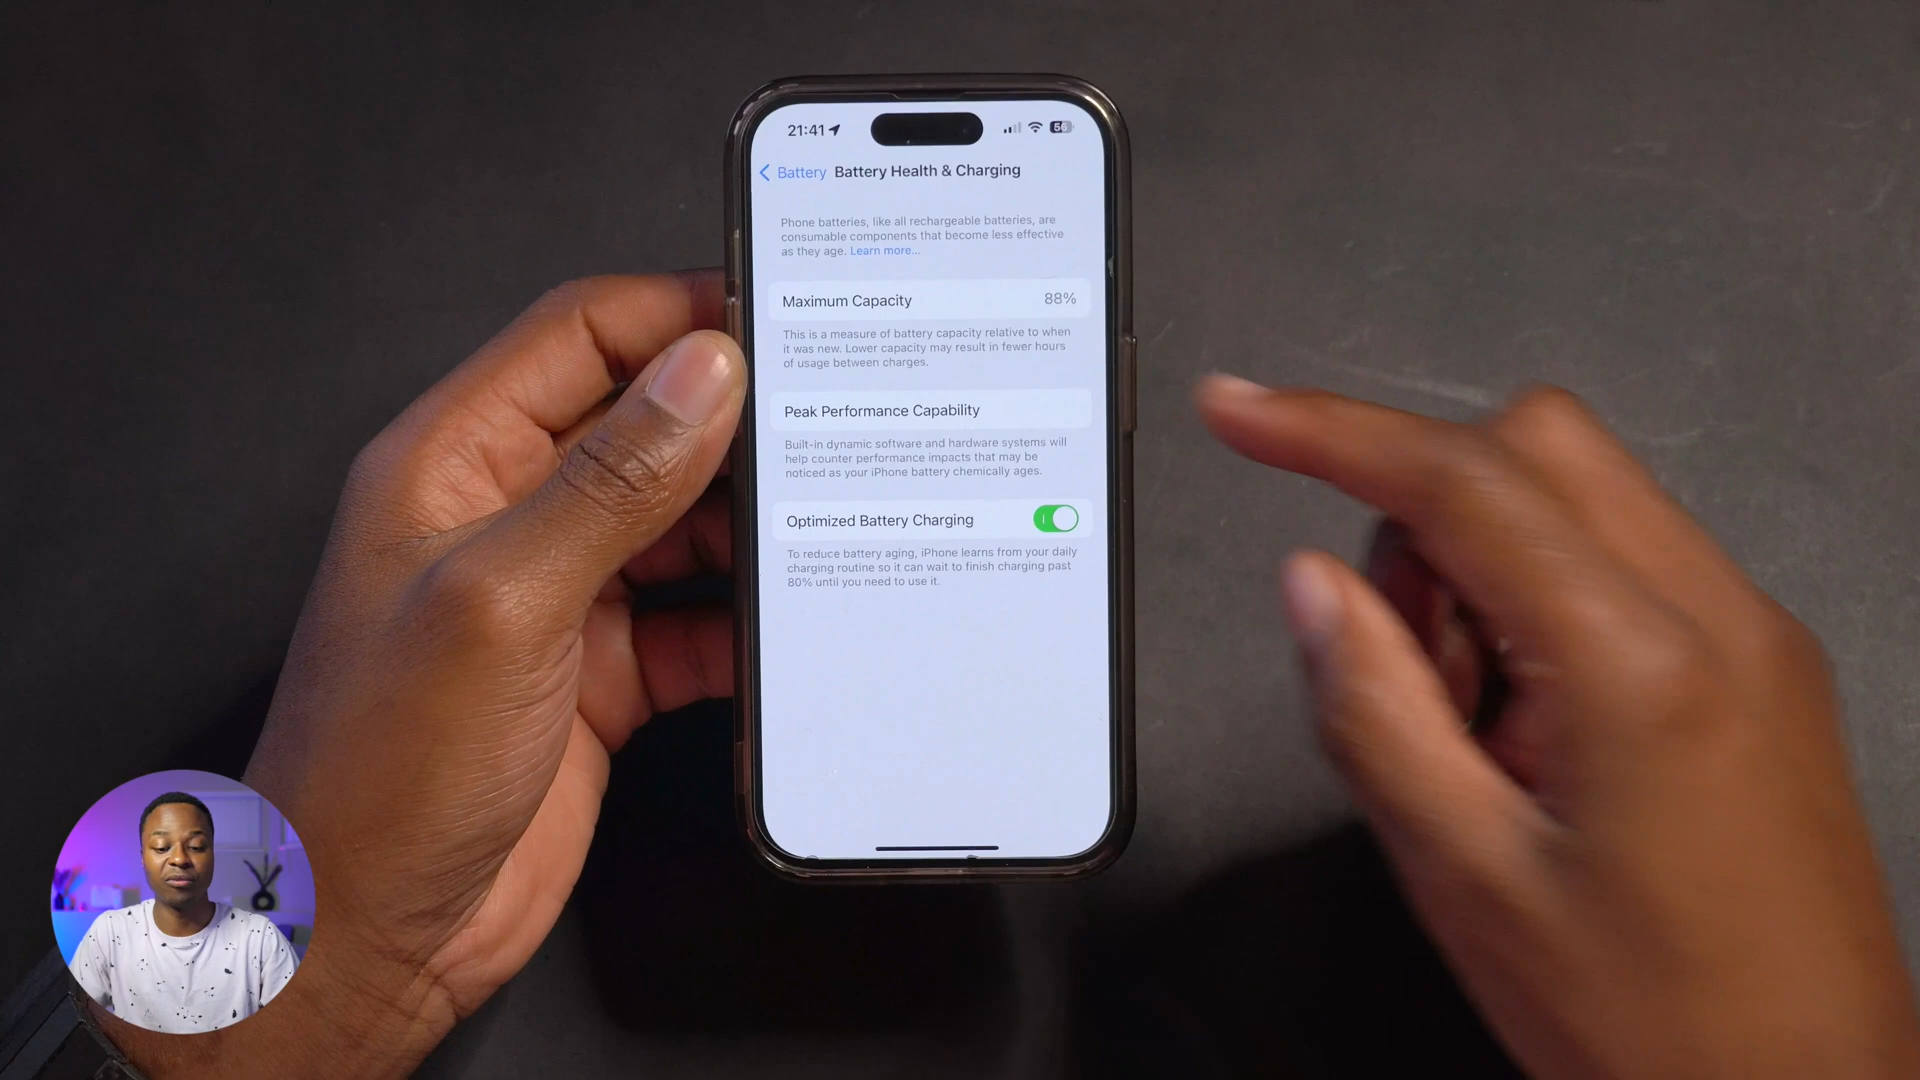 21:41
56
Battery Battery Health & Charging
Phone batteries, like all rechargeable batteries, are
consumable components that become less effective
as they age. Learn more...
Maximum Capacity 88%
This is a measure of battery capacity relative to when
it was new. Lower capacity may result in fewer hours
of usage between charges.
Peak Performance Capability
Built-in dynamic software and hardware systems will
help counter performance impacts that may be
noticed as your iPhone battery chemically ages.
Optimized Battery Charging
To reduce battery aging, iPhone learns from your daily
charging routine so it can wait to finish charging past
80% until you need to use it.